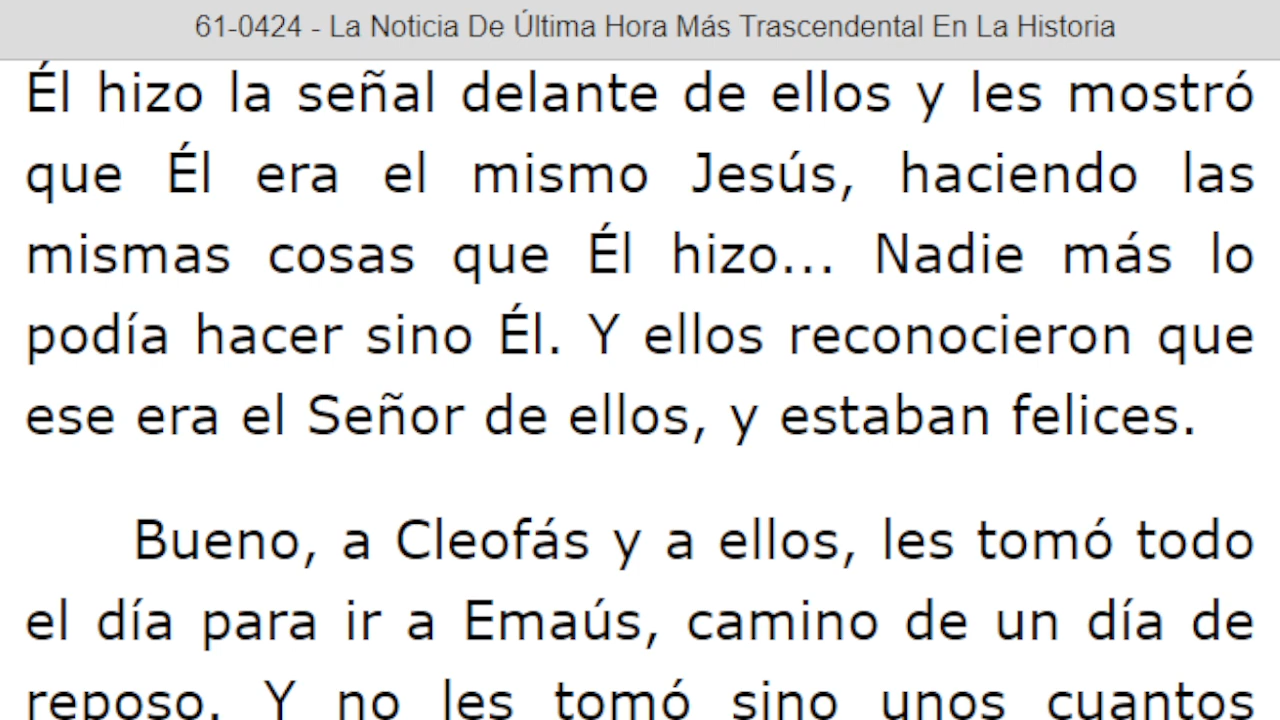 61-0424 - La Noticia De Última Hora Más Trascendental En La Historia
Él hizo la señal delante de ellos y les mostró
que Él era el mismo Jesús, haciendo las
mismas cosas que Él hizo... Nadie más lo
podía hacer sino Él. Y ellos reconocieron que
ese era el Señor de ellos, y estaban felices.
Bueno, a Cleofás y a ellos, les tomó todo
el día para ir a Emaús, camino de un día de
reposo. Y no les tomó sino unos cuantos